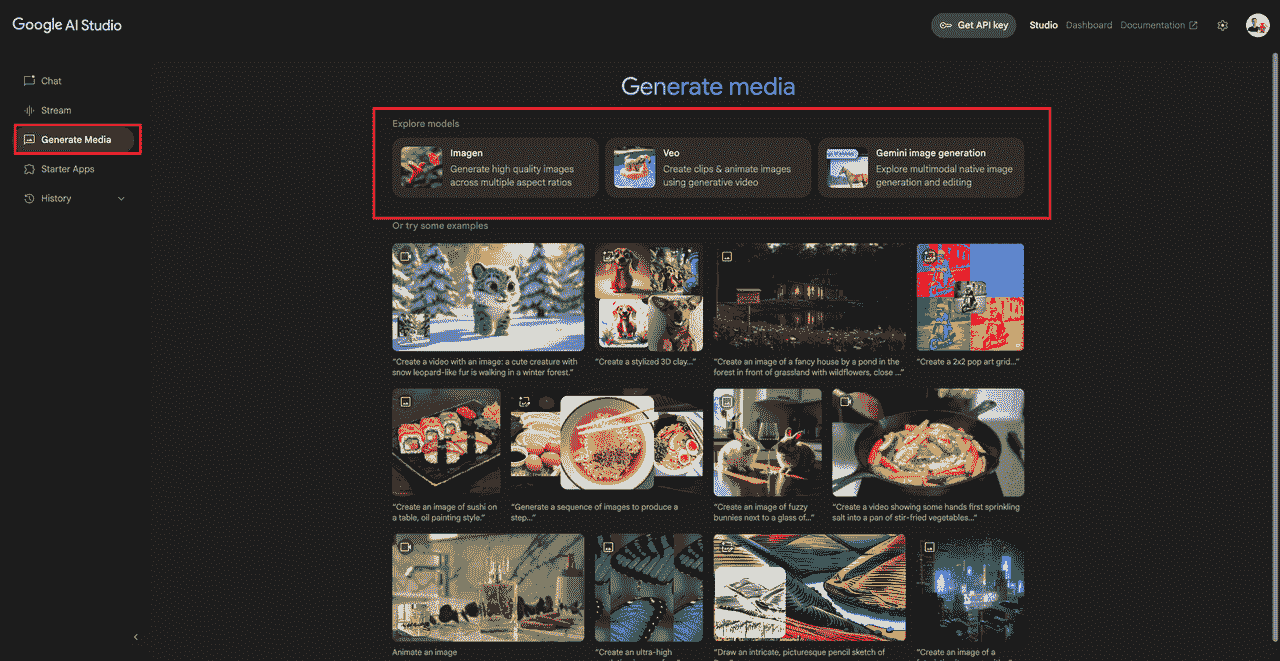 Google AI Studio
Get API key
Studio
Dashboard
Documentation
Chat
Stream
Generate Media
Starter Apps
History
Generate media
Explore models
Imagen
Generate high quality images
across multiple aspect ratios
Veo
Create clips & animate images
using generative video
Gemini image generation
Explore multimodal native image
generation and editing
Or try some examples
"Create a video with an image: a cute creature with
snow leopard-like fur is walking in a winter forest."
"Create a stylized 3D clay..."
"Create an image of a fancy house by a pond in the
forest in front of grassland with wildflowers, close ..."
"Create a 2x2 pop art grid..."
"Create an image of sushi on
a table, oil painting style."
"Generate a sequence of images to produce a
step..."
"Create an image of fuzzy
bunnies next to a glass of..."
"Create a video showing some hands first sprinkling
salt into a pan of stir-fried vegetables..."
Animate an image
"Create an ultra-high
"Draw an intricate, picturesque pencil sketch of
"Create an image of a